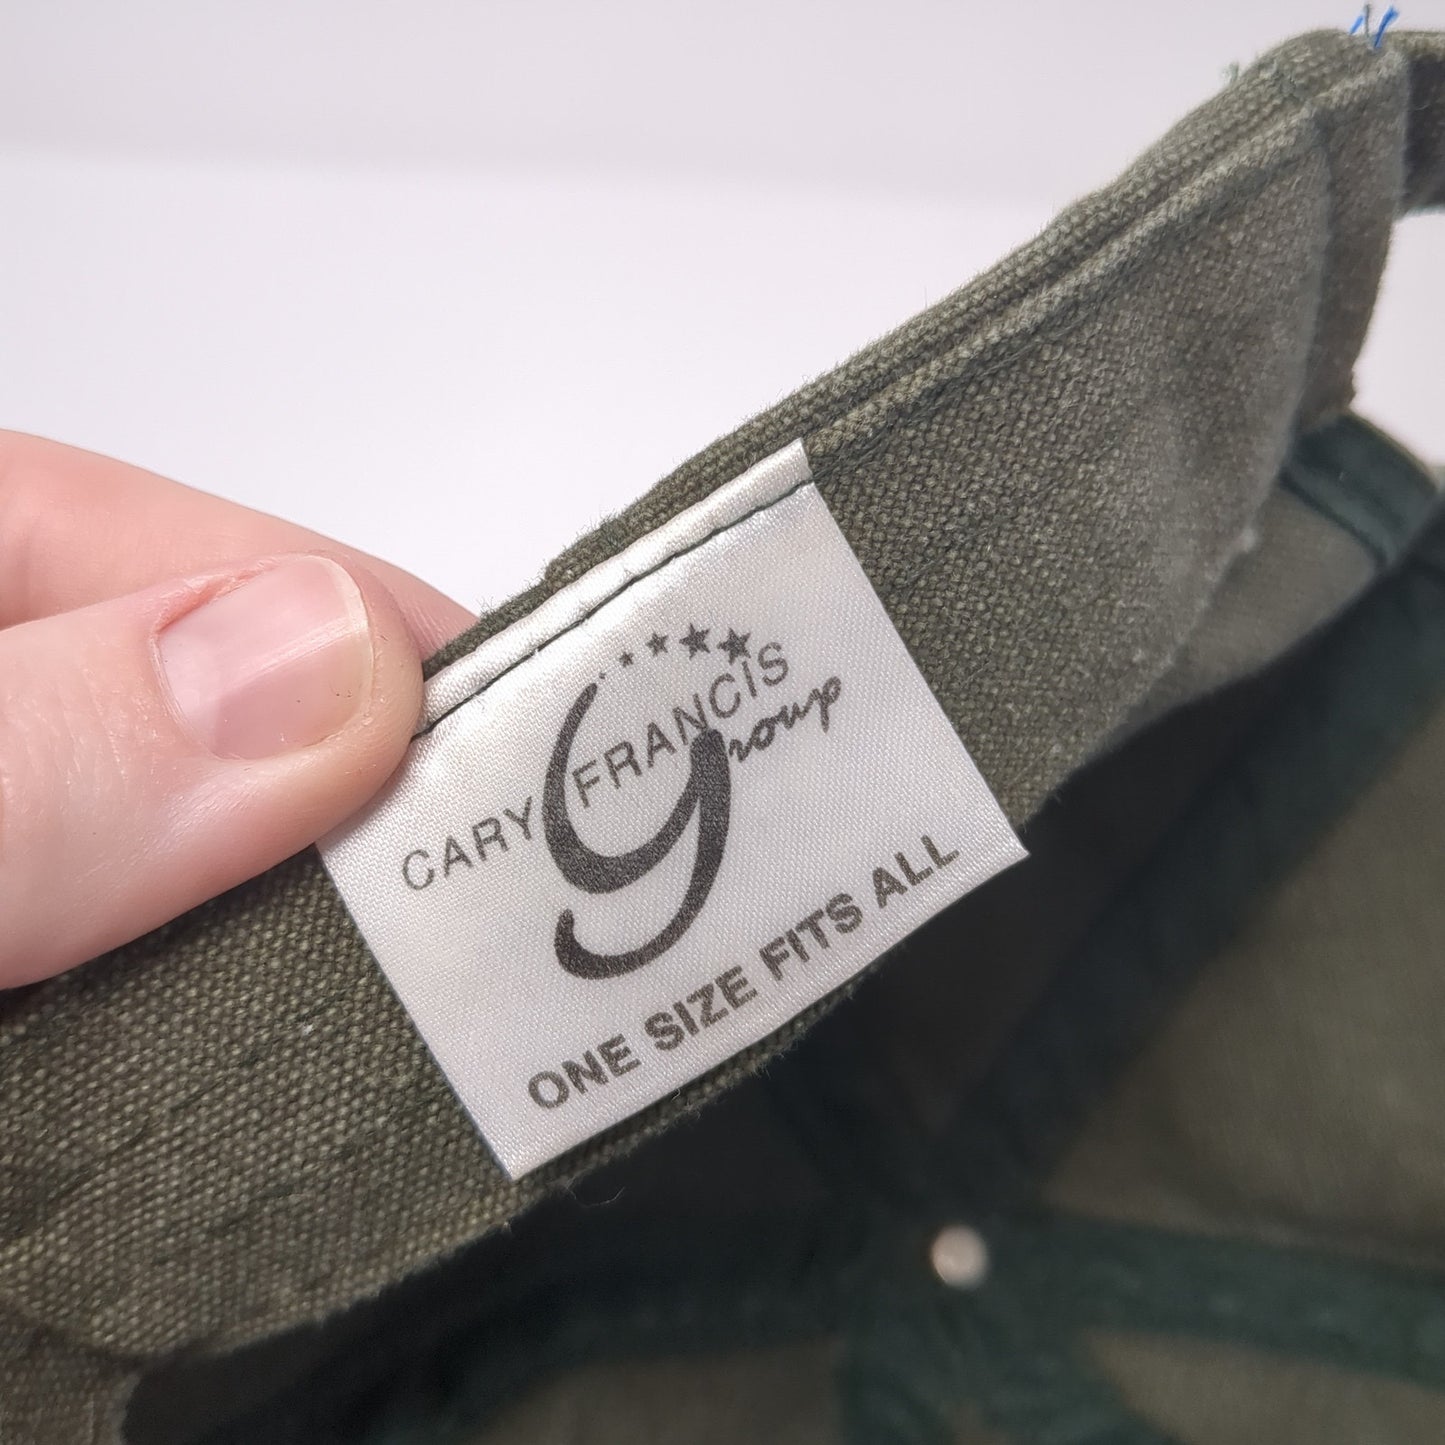 CARY FRANCIS
Group
ONE SIZE FITS ALL